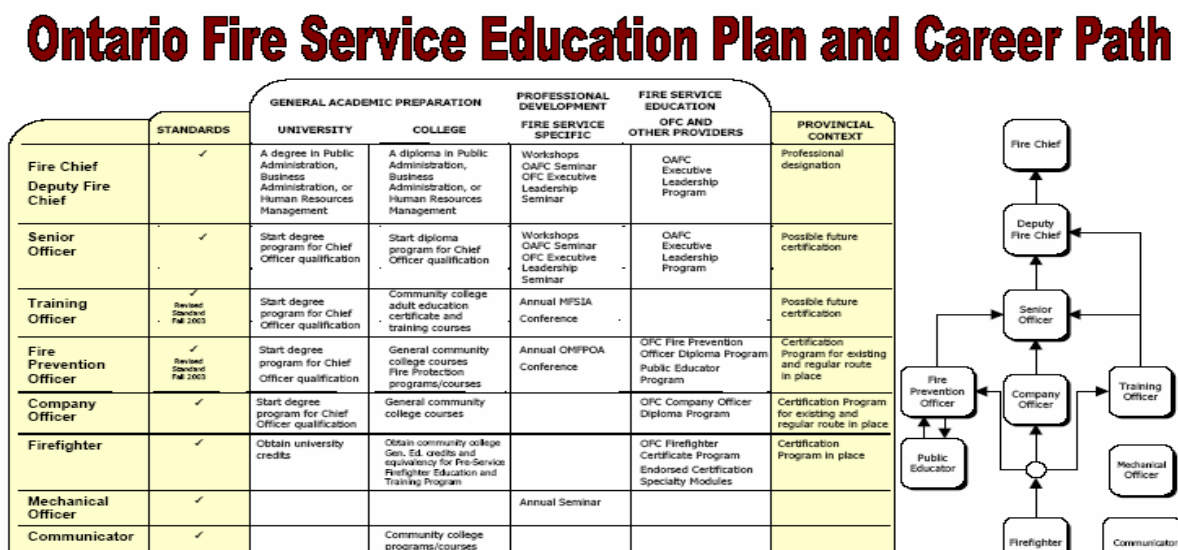 Ontario Fire Service Education Plan and Career Path
GENERAL ACADEMIC PREPARATION
PROFESSIONAL
DEVELOPMENT
FIRE SERVICE
EDUCATION
STANDARDS
UNIVERSITY
COLLEGE
FIRE SERVICE
SPECIFIC
OFC AND
OTHER PROVIDERS
PROVINCIAL
CONTEXT
Fire Chief
Deputy Fire
Chief
✓
A degree in Public
Administration,
Business
Administration, or
Human Resources
Management
A diploma in Public
Administration,
Business
Administration, or
Human Resources
Management
Workshops
OAFC Seminar
OFC Executive
Leadership
Seminar
OAFC
Executive
Leadership
Program
Professional
designation
Senior
Officer
✓
Start degree
program for Chief
Officer qualification
Start diploma
program for Chief
Officer qualification
Workshops
OAFC Seminar
OFC Executive
Leadership
Seminar
OAFC
Executive
Leadership
Program
Possible future
certification
Training
Officer
✓
Revised
Standard
Fall 2003
Start degree
program for Chief
Officer qualification
Community college
adult education
certificate and
training courses
Annual MFSIA
Conference
Possible future
certification
Fire
Prevention
Officer
✓
Revised
Standard
Fall 2003
Start degree
program for Chief
Officer qualification
General community
college courses
Fire Protection
programs/courses
Annual OMFPOA
Conference
OFC Fire Prevention
Officer Diploma Program
Public Educator
Program
Certification
Program for existing
and regular route
in place
Company
Officer
✓
Start degree
program for Chief
Officer qualification
General community
college courses
OFC Company Officer
Diploma Program
Certification Program
for existing and
regular route in place
Firefighter
✓
Obtain university
credits
Obtain community college
Gen. Ed. credits and
equivalency for Pre-Service
Firefighter Education and
Training Program
OFC Firefighter
Certificate Program
Endorsed Certification
Specialty Modules
Certification
Program in place
Mechanical
Officer
✓
Annual Seminar
Communicator
✓
Community college
programs/courses
Fire Chief
Deputy
Fire Chief
Senior
Officer
Fire
Prevention
Officer
Company
Officer
Training
Officer
Public
Educator
Mechanical
Officer
Firefighter
Communicator